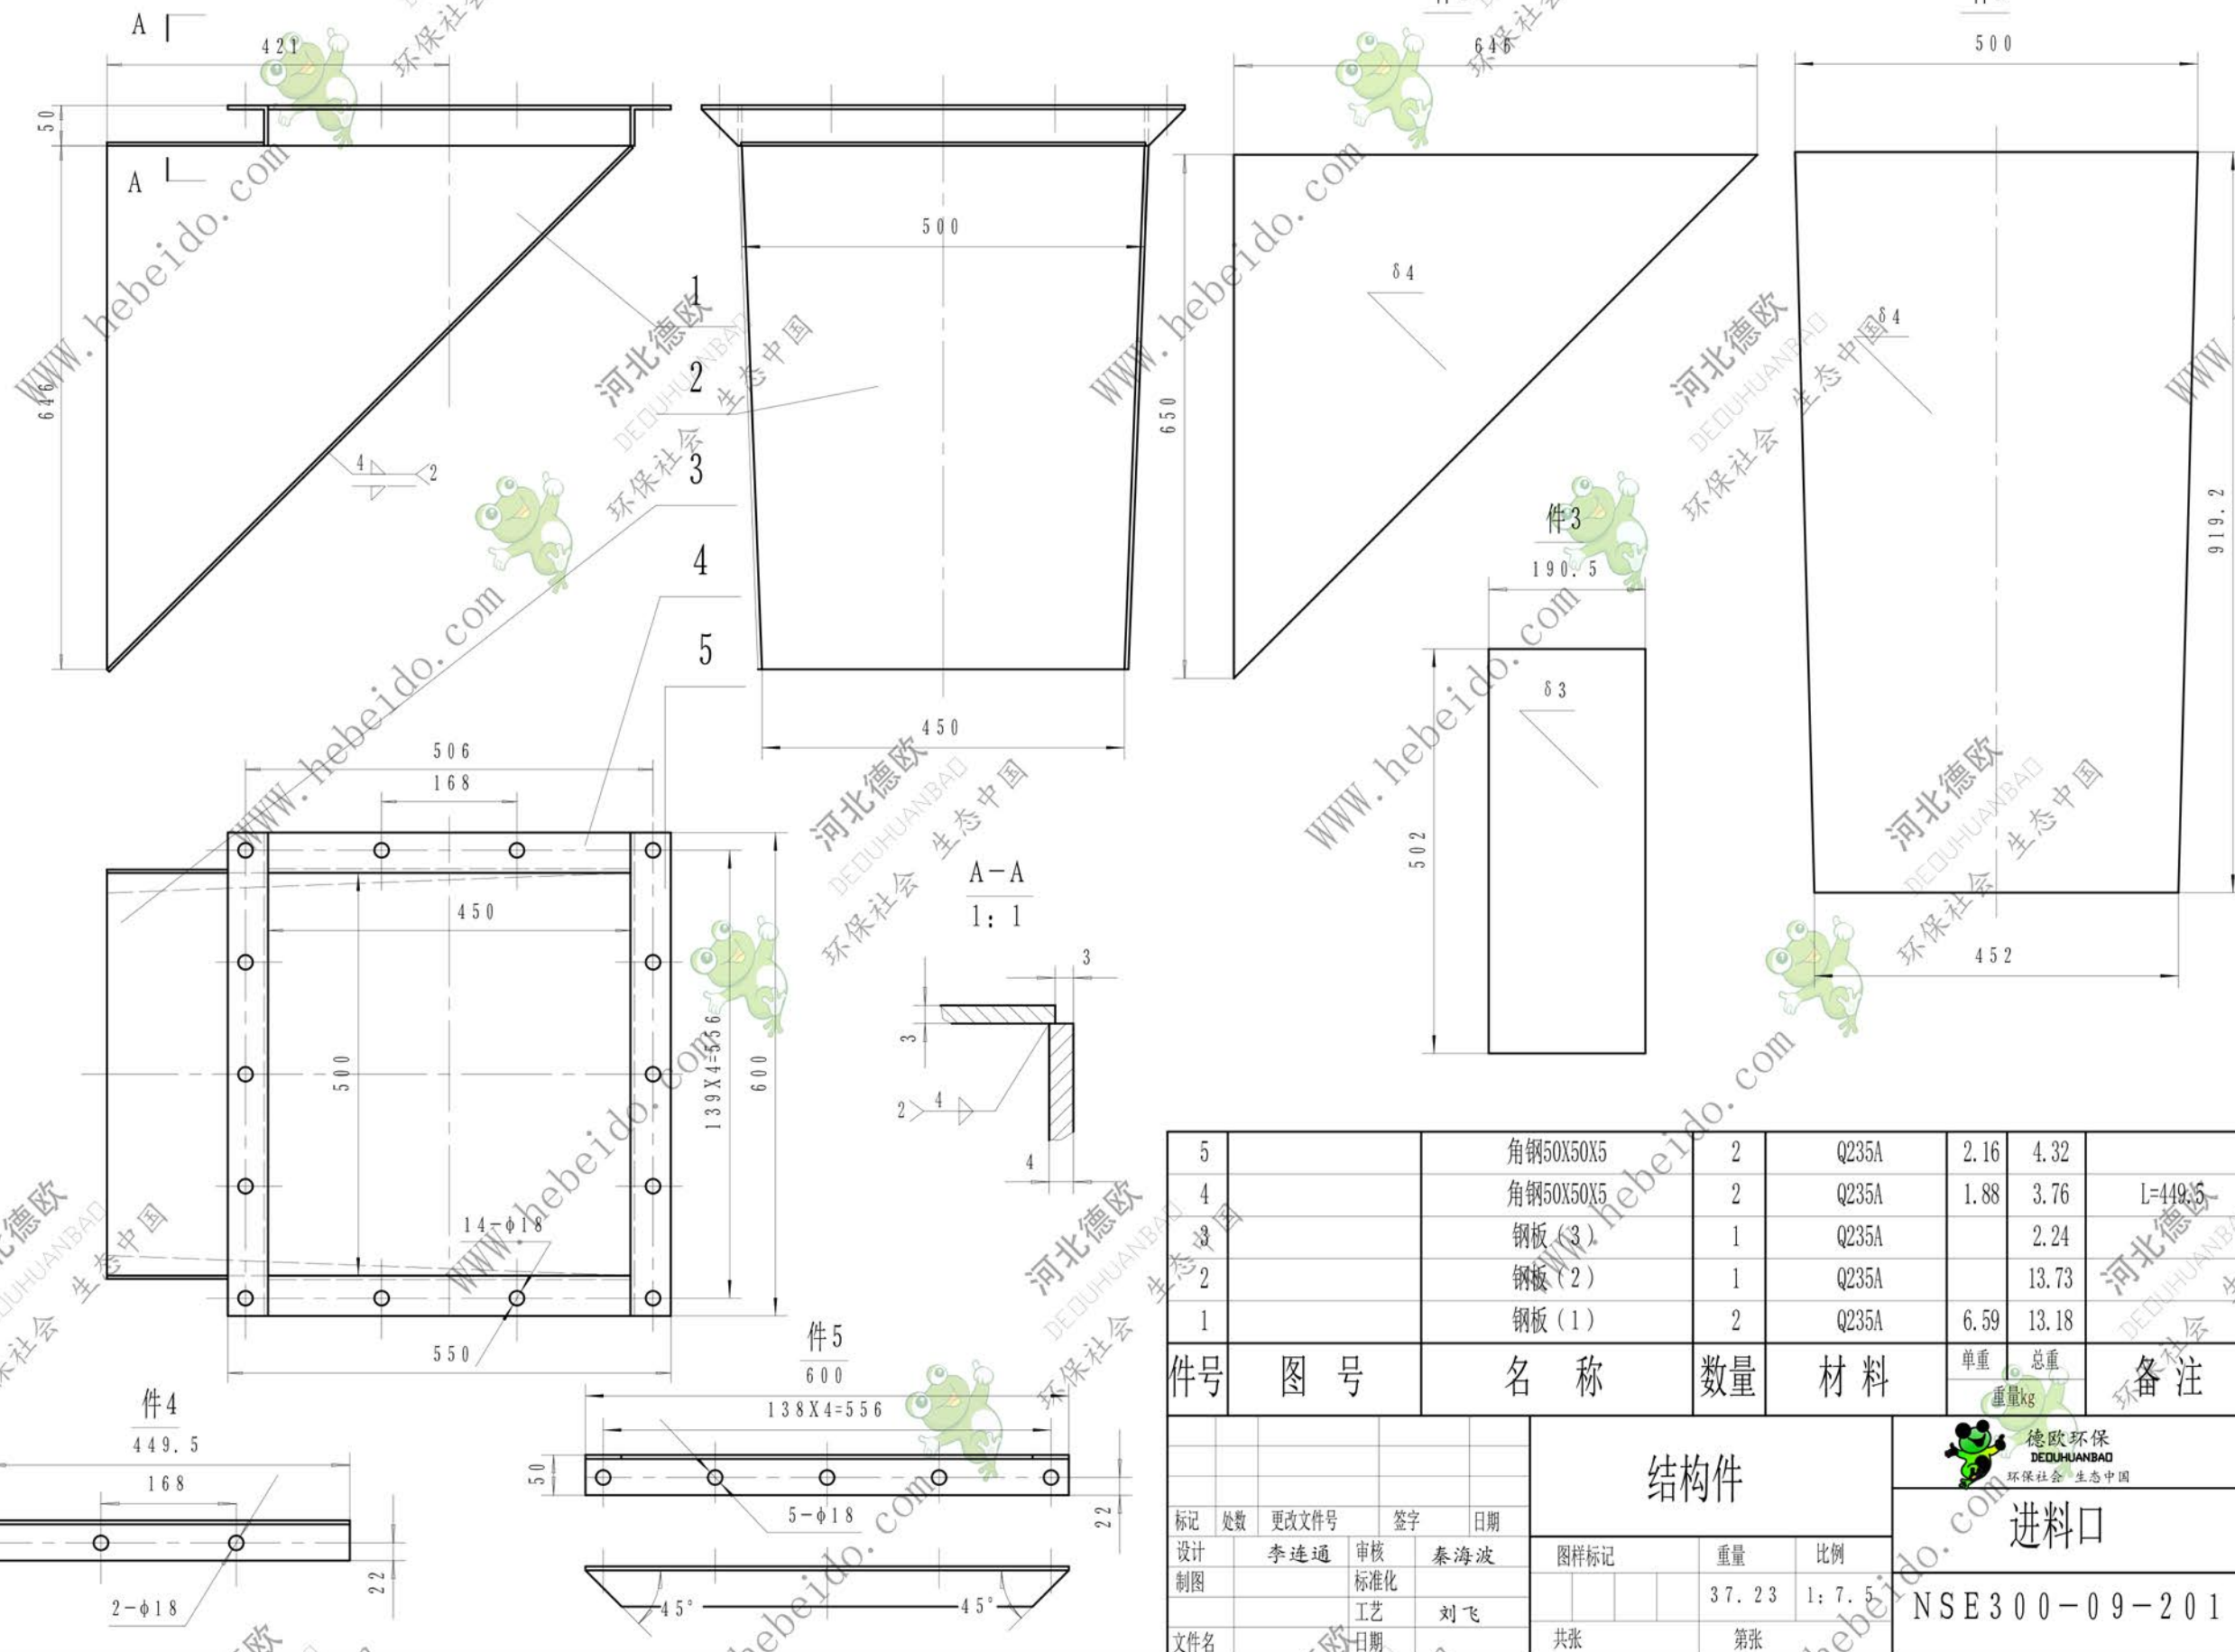 A
421
50
A
646
4
2
500
450
1
2
3
4
5
646
650
δ4
500
δ4
919.2
452
件3
190.5
δ3
502
506
168
450
500
139X4=556
600
14-φ18
550
A-A
1:1
3
3
2
4
4
件4
449.5
168
22
2-φ18
件5
600
138X4=556
50
5-φ18
22
45°
45°
5 角钢50X50X5 2 Q235A 2.16 4.32
4 角钢50X50X5 2 Q235A 1.88 3.76 L=449.5
3 钢板(3) 1 Q235A 2.24
2 钢板(2) 1 Q235A 13.73
1 钢板(1) 2 Q235A 6.59 13.18
件号 图号 名称 数量 材料 单重 总重 重量kg 备注
标记 处数 更改文件号 签字 日期
设计 李连通 审核 秦海波
制图 标准化
工艺 刘飞
文件名 日期
结构件
图样标记 重量 比例
37.23 1:7.5
共张 第张
德欧环保
DEOUHUANBAO
环保社会 生态中国
进料口
NSE300-09-201
WWW.hebeido.com
河北德欧
DEOUHUANBAO
环保社会 生态中国